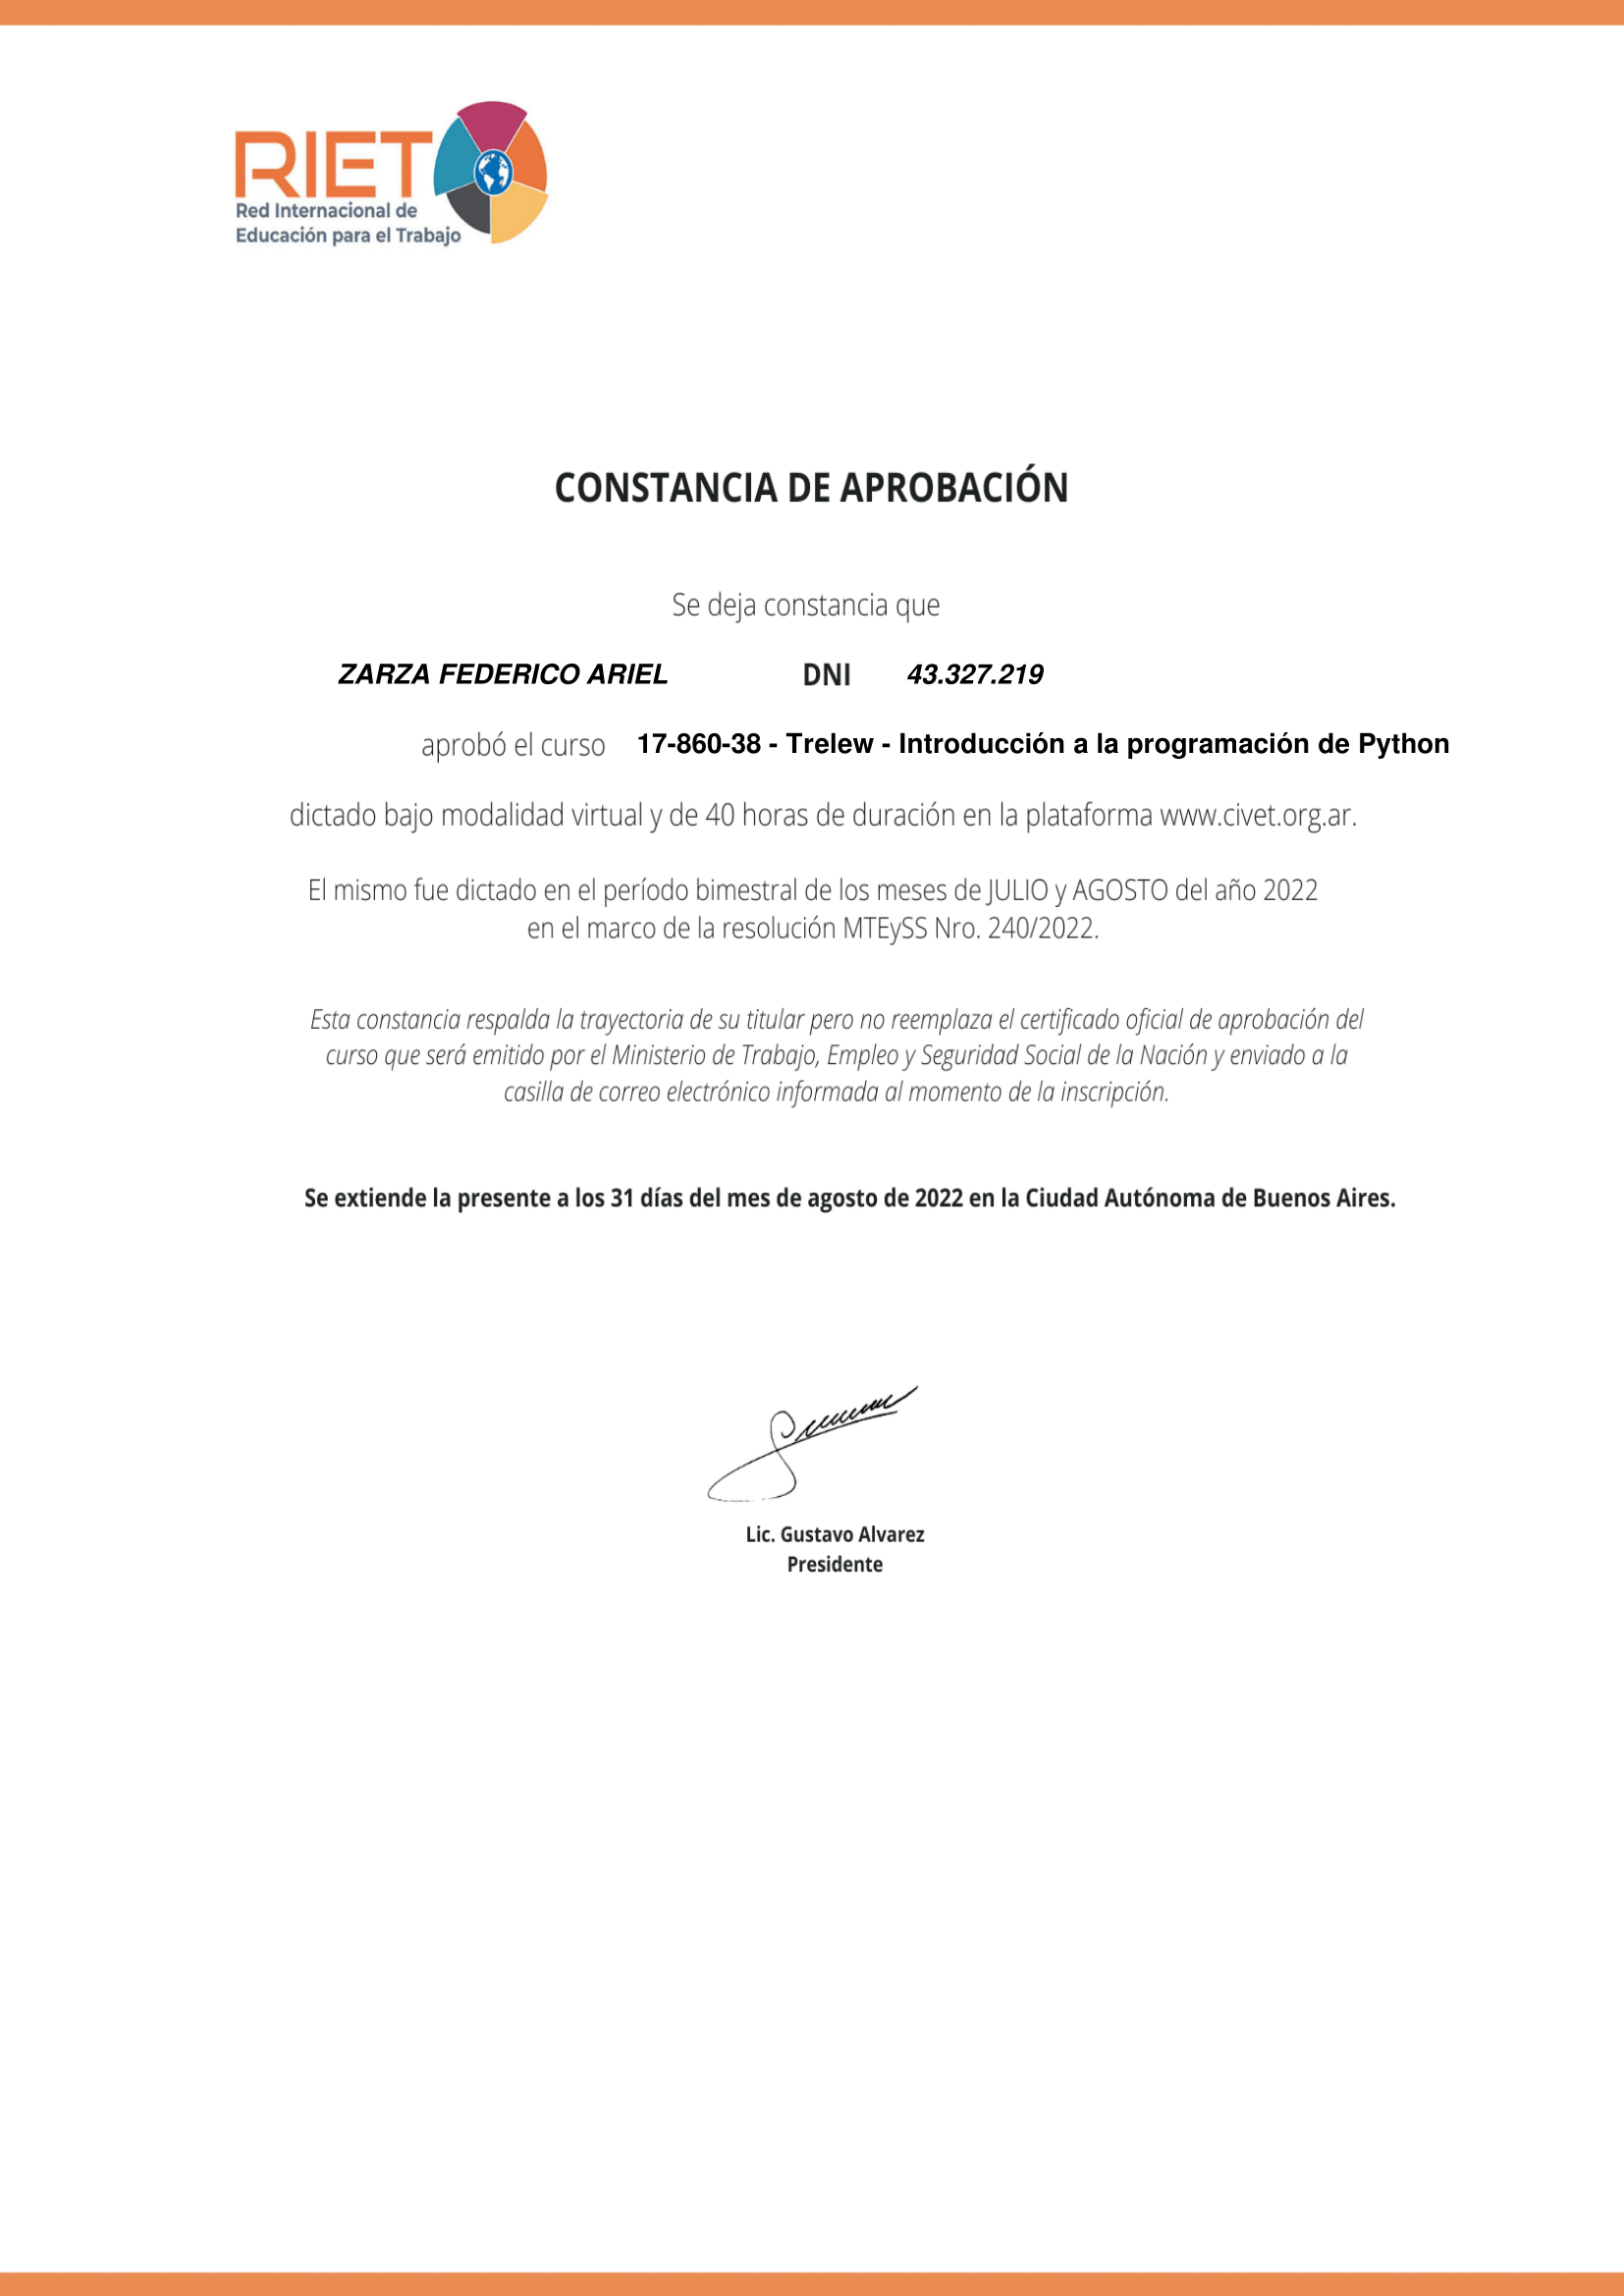 RIET
Red Internacional de
Educación para el Trabajo
CONSTANCIA DE APROBACIÓN
Se deja constancia que
ZARZA FEDERICO ARIEL DNI 43.327.219
aprobó el curso 17-860-38 - Trelew - Introducción a la programación de Python
dictado bajo modalidad virtual y de 40 horas de duración en la plataforma www.civet.org.ar.
El mismo fue dictado en el período bimestral de los meses de JULIO y AGOSTO del año 2022
en el marco de la resolución MTEySS Nro. 240/2022.
Esta constancia respalda la trayectoria de su titular pero no reemplaza el certificado oficial de aprobación del
curso que será emitido por el Ministerio de Trabajo, Empleo y Seguridad Social de la Nación y enviado a la
casilla de correo electrónico informada al momento de la inscripción.
Se extiende la presente a los 31 días del mes de agosto de 2022 en la Ciudad Autónoma de Buenos Aires.
Lic. Gustavo Alvarez
Presidente